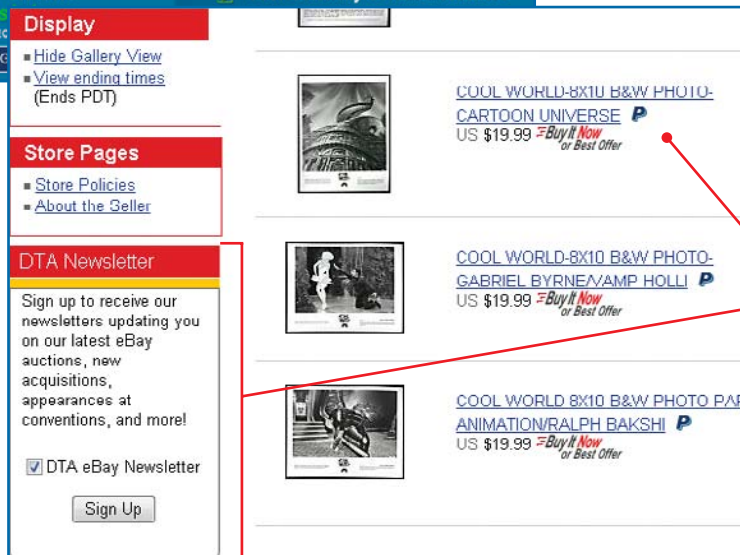 Display
Hide Gallery View
View ending times
(Ends PDT)
Store Pages
Store Policies
About the Seller
DTA Newsletter
Sign up to receive our
newsletters updating you
on our latest eBay
auctions, new
acquisitions,
appearances at
conventions, and more!
DTA eBay Newsletter
Sign Up
COOL WORLD-8X10 B&W PHOTO-
CARTOON UNIVERSE
US $19.99 Buy It Now
or Best Offer
COOL WORLD-8X10 B&W PHOTO-
GABRIEL BYRNE/VAMP HOLLI
US $19.99 Buy It Now
or Best Offer
COOL WORLD 8X10 B&W PHOTO
ANIMATION/RALPH BAKSHI
US $19.99 Buy It Now
or Best Offer